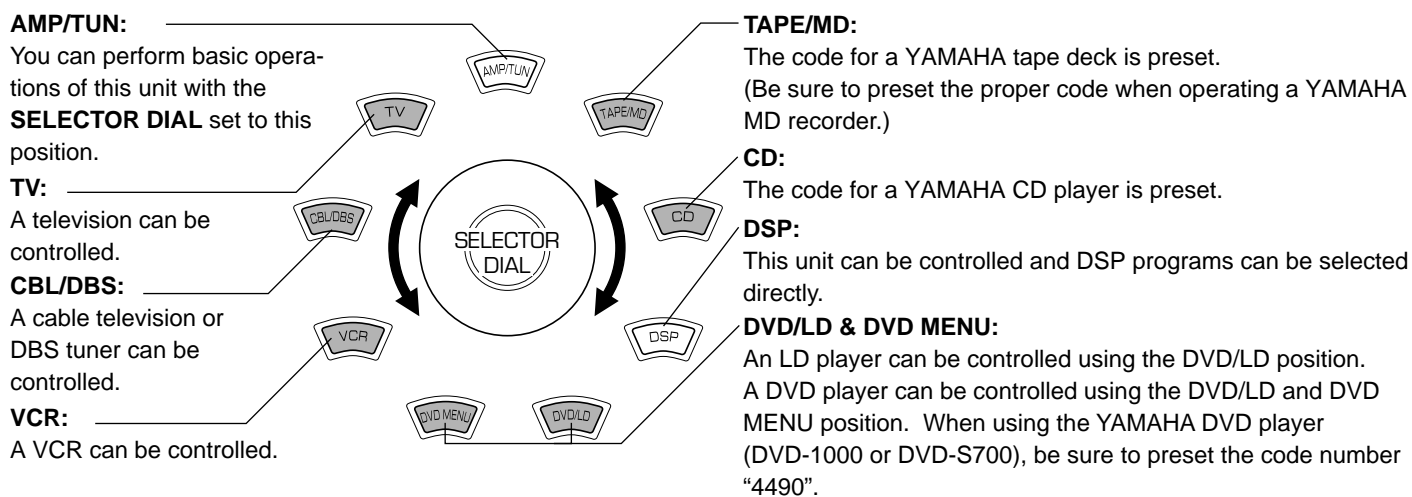 AMP/TUN:
You can perform basic opera-
tions of this unit with the
SELECTOR DIAL set to this
position.
TV:
A television can be
controlled.
CBL/DBS:
A cable television or
DBS tuner can be
controlled.
VCR:
A VCR can be controlled.
AMP/TUN
TV
TAPE/MD
CBL/DBS
CD
SELECTOR
DIAL
VCR
DSP
DVD MENU
DVD/LD
TAPE/MD:
The code for a YAMAHA tape deck is preset.
(Be sure to preset the proper code when operating a YAMAHA
MD recorder.)
CD:
The code for a YAMAHA CD player is preset.
DSP:
This unit can be controlled and DSP programs can be selected
directly.
DVD/LD & DVD MENU:
An LD player can be controlled using the DVD/LD position.
A DVD player can be controlled using the DVD/LD and DVD
MENU position.  When using the YAMAHA DVD player
(DVD-1000 or DVD-S700), be sure to preset the code number
“4490”.